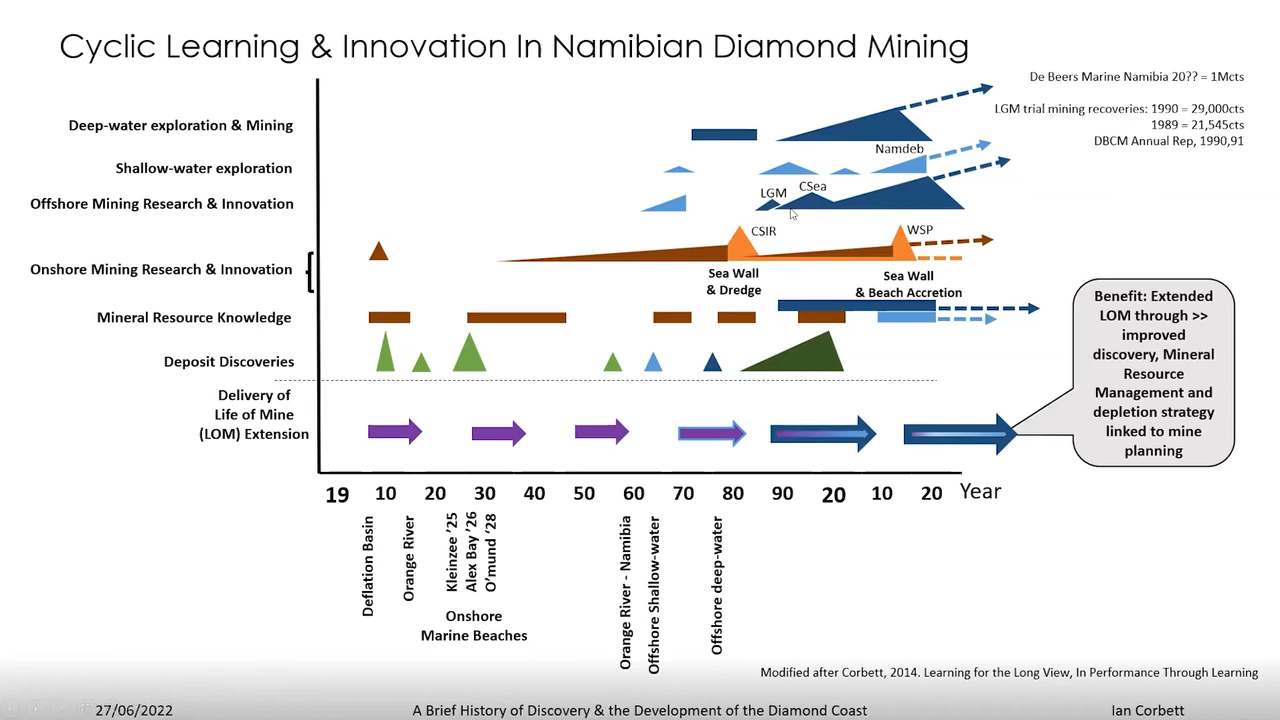 Cyclic Learning & Innovation In Namibian Diamond Mining
De Beers Marine Namibia 20?? = 1Mcts
LGM trial mining recoveries: 1990 = 29,000cts
1989 = 21,545cts
DBCM Annual Rep, 1990,91
Deep-water exploration & Mining
Shallow-water exploration
Namdeb
Offshore Mining Research & Innovation
LGM
CSea
Onshore Mining Research & Innovation
CSIR
WSP
Sea Wall
& Dredge
Sea Wall
& Beach Accretion
Mineral Resource Knowledge
Deposit Discoveries
Delivery of
Life of Mine
(LOM) Extension
Benefit: Extended
LOM through >>
improved
discovery, Mineral
Resource
Management and
depletion strategy
linked to mine
planning
19 10 20 30 40 50 60 70 80 90 20 10 20 Year
Deflation Basin
Orange River
Kleinzee '25
Alex Bay '26
O'mund '28
Onshore
Marine Beaches
Orange River - Namibia
Offshore Shallow-water
Offshore deep-water
Modified after Corbett, 2014. Learning for the Long View, In Performance Through Learning
27/06/2022
A Brief History of Discovery & the Development of the Diamond Coast
Ian Corbett